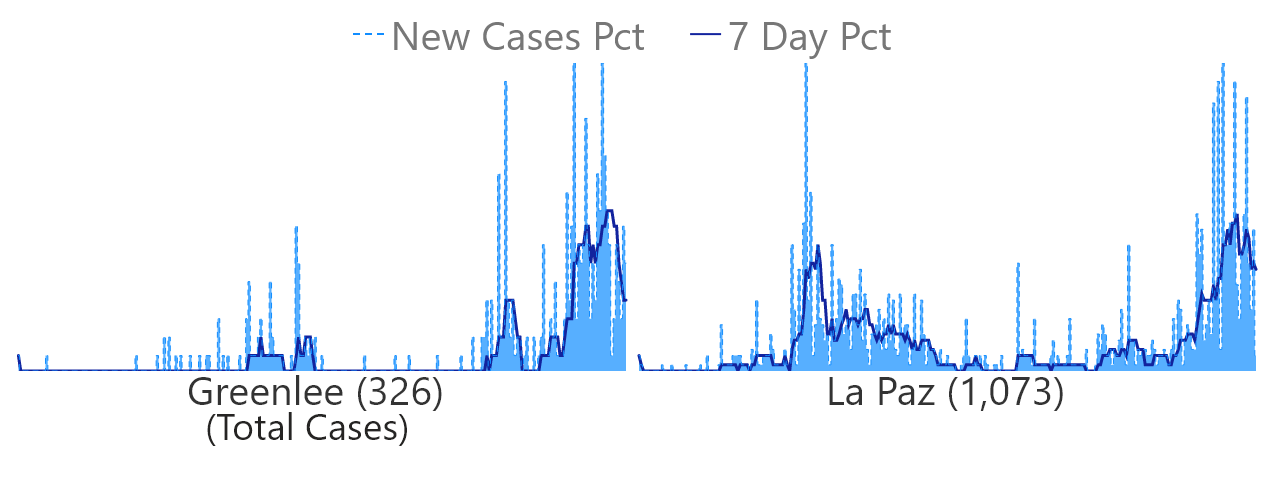 New Cases Pct 7 Day Pct
Greenlee (326)
(Total Cases)
La Paz (1,073)